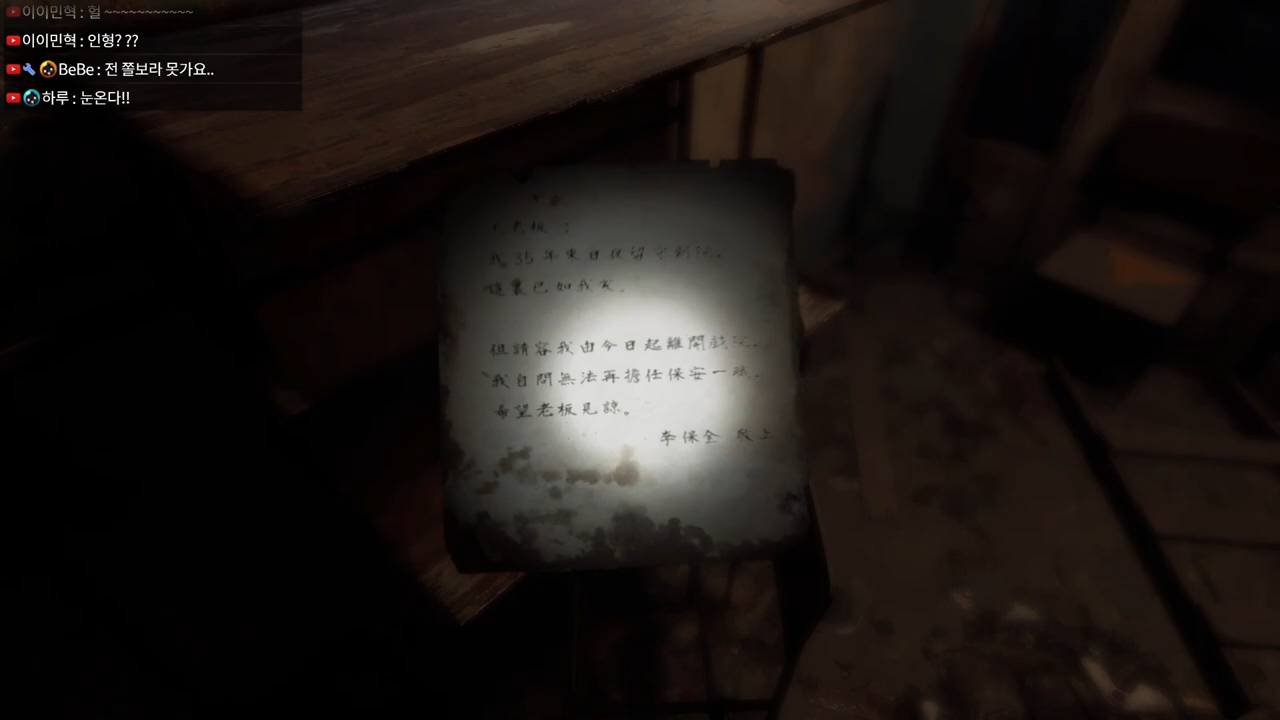 이이민혁 : 헐 ~~~~~~~~~~~
이이민혁 : 인형? ??
BeBe : 전 쫄보라 못가요..
하루 : 눈온다!!
老板：
我 35 年來日夜留守劇院。
這裏已如我家。
但請容我由今日起離開戲院。
我自問無法再擔任保安一職。
希望老板見諒。
李保全 敬上